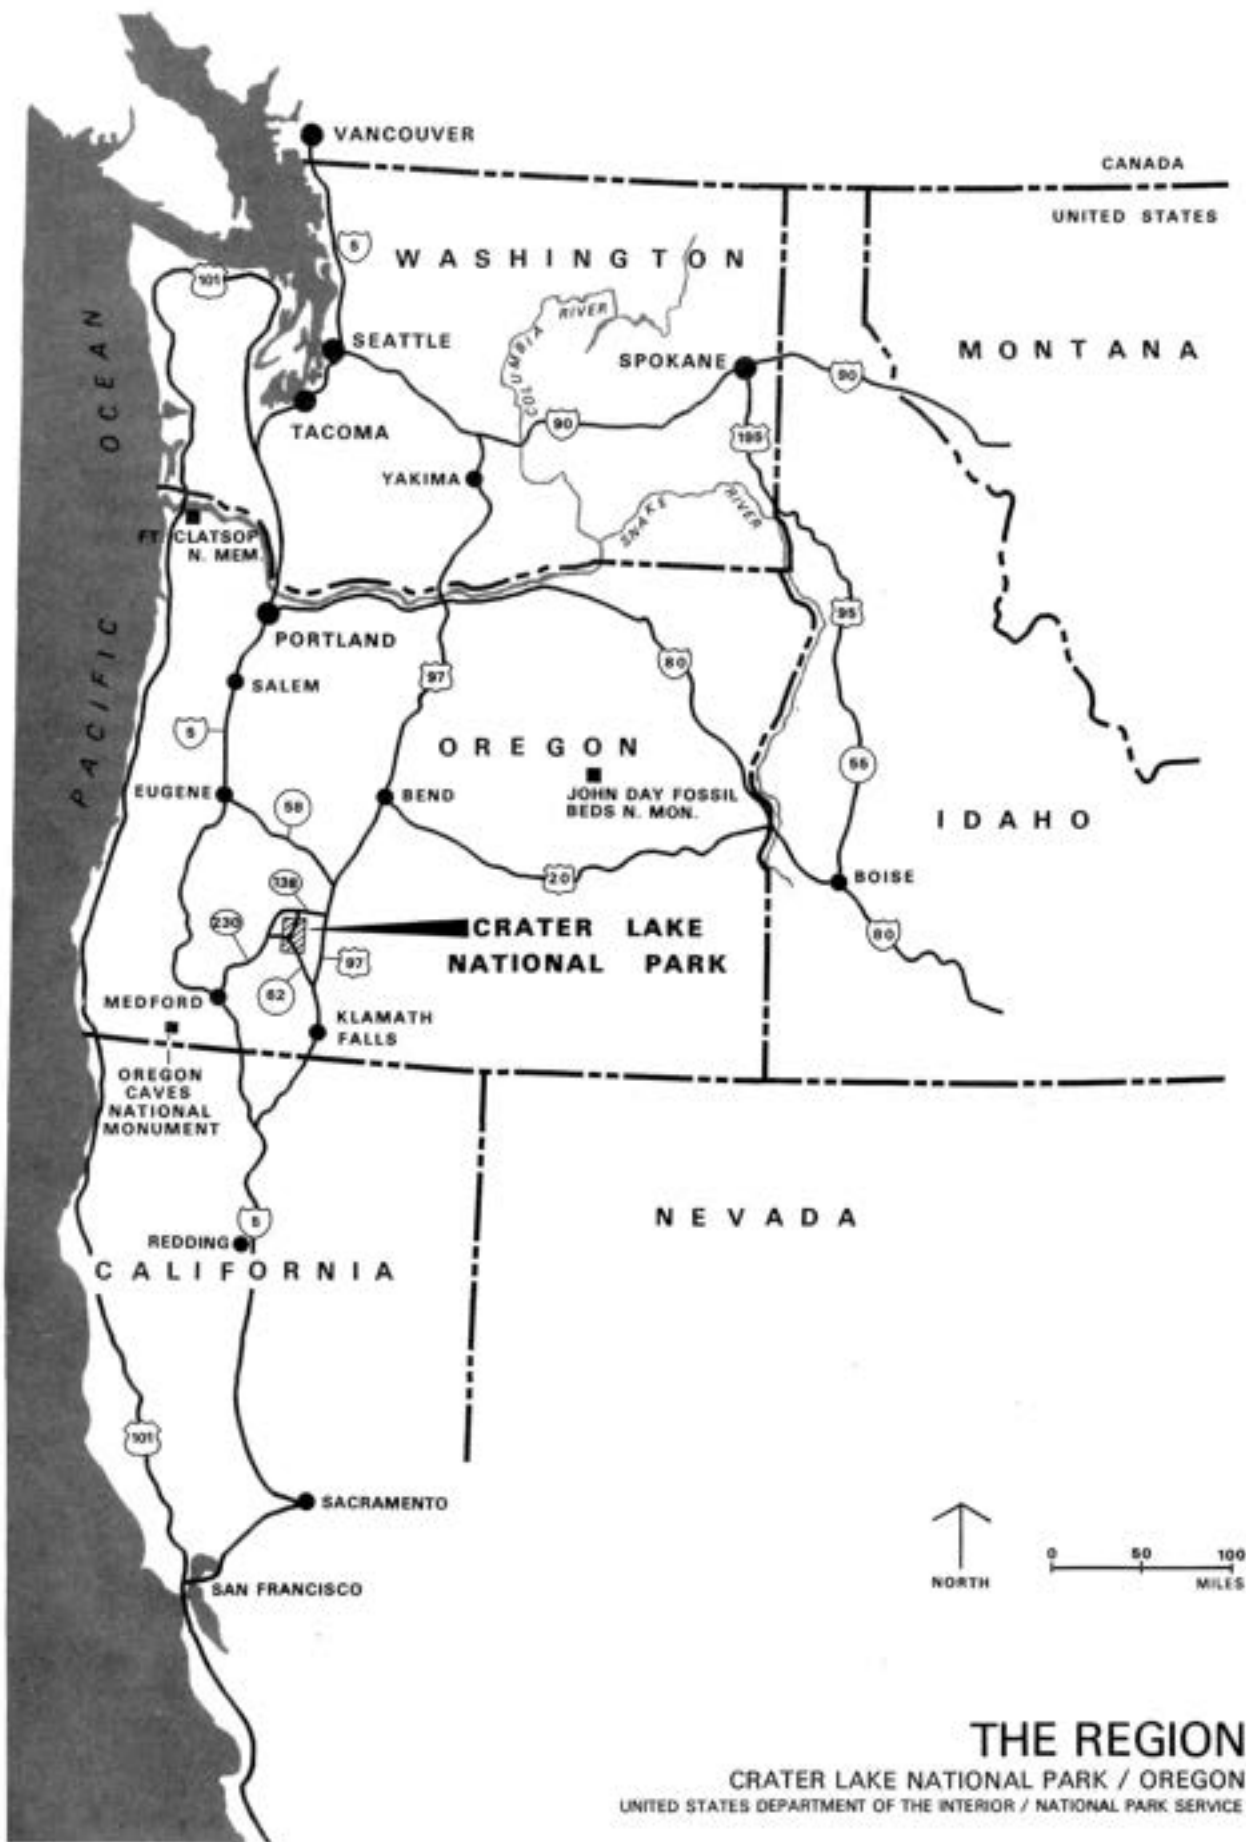 VANCOUVER
CANADA
UNITED STATES
5
WASHINGTON
101
RIVER
COLUMBIA
SEATTLE
SPOKANE
MONTANA
90
PACIFIC OCEAN
TACOMA
90
195
YAKIMA
SNAKE RIVER
FT. CLATSOP
N. MEM.
PORTLAND
95
80
97
SALEM
5
OREGON
55
JOHN DAY FOSSIL
BEDS N. MON.
EUGENE
58
BEND
IDAHO
20
BOISE
138
230
CRATER LAKE
NATIONAL PARK
80
97
62
MEDFORD
KLAMATH
FALLS
OREGON
CAVES
NATIONAL
MONUMENT
NEVADA
5
REDDING
CALIFORNIA
101
SACRAMENTO
SAN FRANCISCO
NORTH
0 50 100
MILES
THE REGION
CRATER LAKE NATIONAL PARK / OREGON
UNITED STATES DEPARTMENT OF THE INTERIOR / NATIONAL PARK SERVICE